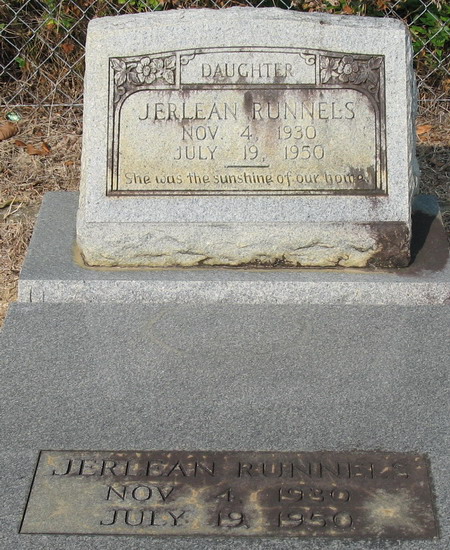 DAUGHTER
JERLEAN RUNNELS
NOV. 4, 1930
JULY 19, 1950
She was the sunshine of our home
JERLEAN RUNNELS
NOV. 4, 1930
JULY 19, 1950